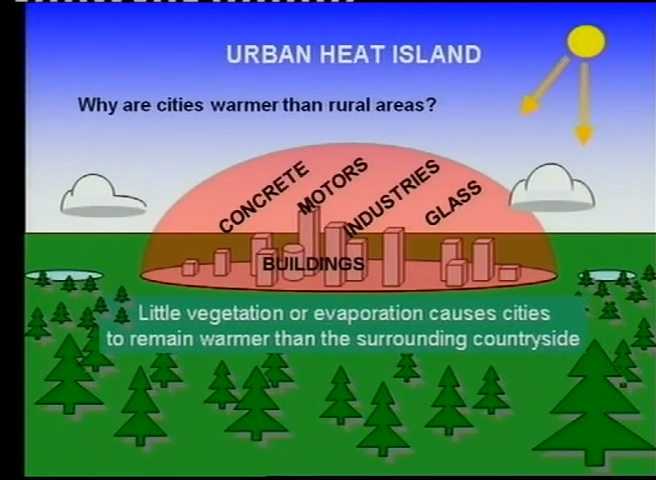 URBAN HEAT ISLAND
Why are cities warmer than rural areas?
CONCRETE
MOTORS
INDUSTRIES
GLASS
BUILDINGS
Little vegetation or evaporation causes cities
to remain warmer than the surrounding countryside